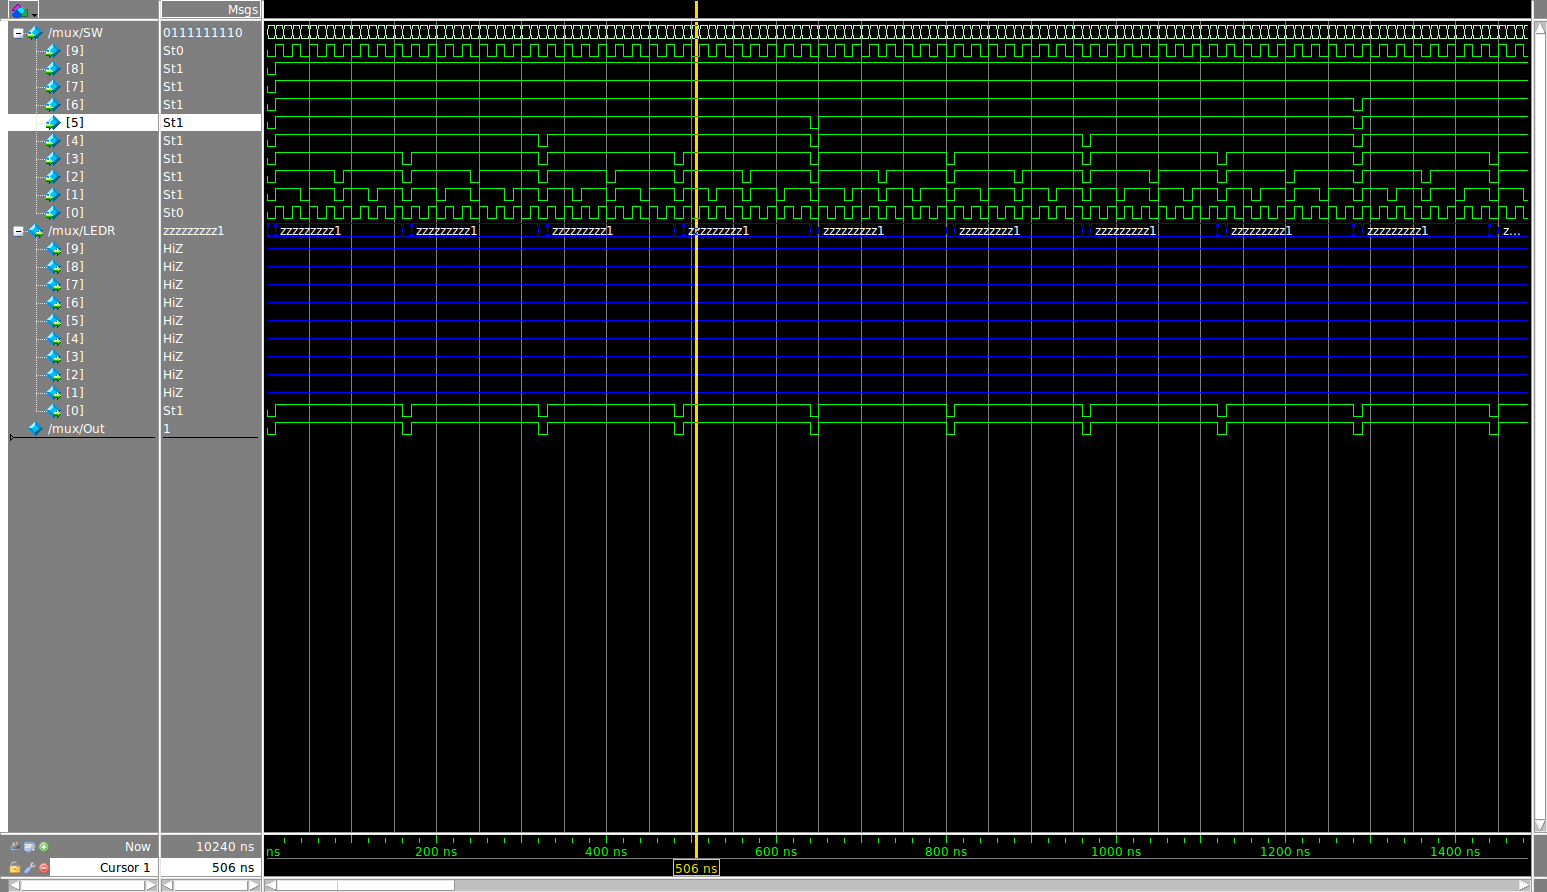 Msgs
/mux/SW 0111111110
[9] St0
[8] St1
[7] St1
[6] St1
[5] St1
[4] St1
[3] St1
[2] St1
[1] St1
[0] St0
/mux/LEDR zzzzzzzzz1 zzzzzzzzz1 zzzzzzzzz1 zzzzzzzzz1 zzzzzzzzz1 zzzzzzzzz1 zzzzzzzzz1 zzzzzzzzz1 zzzzzzzzz1 zzzzzzzzz1 z...
[9] HiZ
[8] HiZ
[7] HiZ
[6] HiZ
[5] HiZ
[4] HiZ
[3] HiZ
[2] HiZ
[1] HiZ
[0] St1
/mux/Out 1
Now 10240 ns ns 200 ns 400 ns 600 ns 800 ns 1000 ns 1200 ns 1400 ns
Cursor 1 506 ns 506 ns